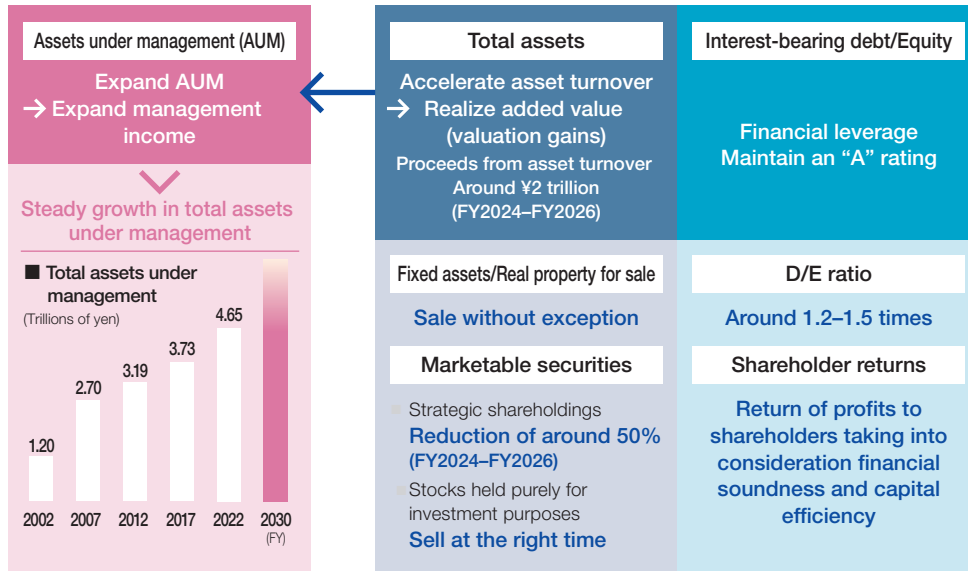 Assets under management (AUM)
Expand AUM
→ Expand management
income
Steady growth in total assets
under management
■ Total assets under
management
(Trillions of yen)
1.20
2.70
3.19
3.73
4.65
2002 2007 2012 2017 2022 2030
(FY)
Total assets
Accelerate asset turnover
→ Realize added value
(valuation gains)
Proceeds from asset turnover
Around ¥2 trillion
(FY2024–FY2026)
Fixed assets/Real property for sale
Sale without exception
Marketable securities
Strategic shareholdings
Reduction of around 50%
(FY2024–FY2026)
Stocks held purely for
investment purposes
Sell at the right time
Interest-bearing debt/Equity
Financial leverage
Maintain an “A” rating
D/E ratio
Around 1.2–1.5 times
Shareholder returns
Return of profits to
shareholders taking into
consideration financial
soundness and capital
efficiency